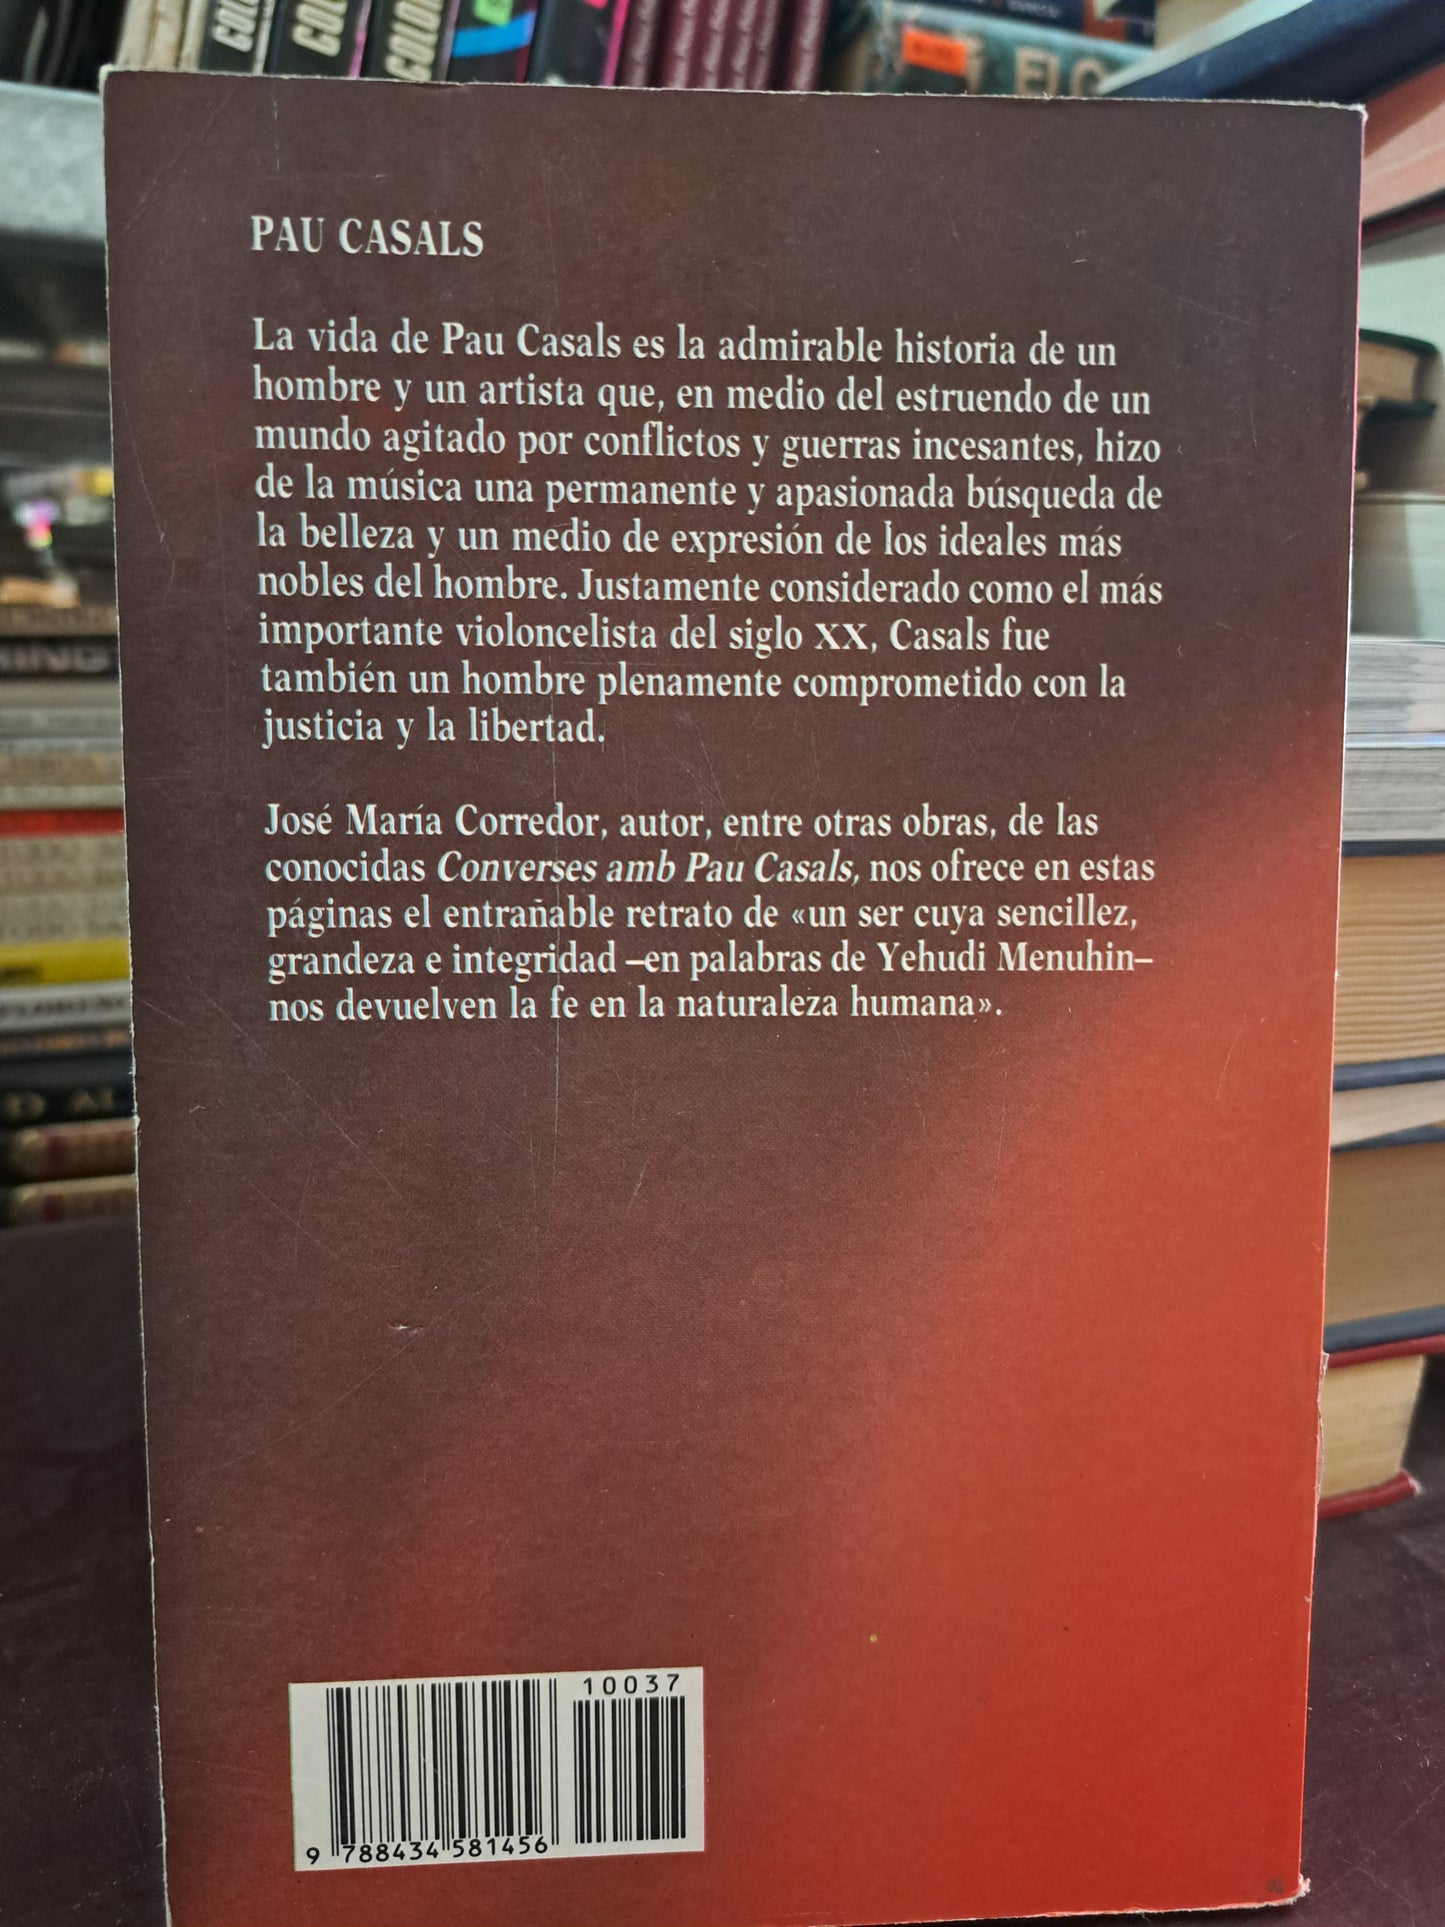 COLO
COLO
COLO
EL C
PAU CASALS
La vida de Pau Casals es la admirable historia de un
hombre y un artista que, en medio del estruendo de un
mundo agitado por conflictos y guerras incesantes, hizo
de la música una permanente y apasionada búsqueda de
la belleza y un medio de expresión de los ideales más
nobles del hombre. Justamente considerado como el más
importante violoncelista del siglo XX, Casals fue
también un hombre plenamente comprometido con la
justicia y la libertad.
José María Corredor, autor, entre otras obras, de las
conocidas Converses amb Pau Casals, nos ofrece en estas
páginas el entrañable retrato de «un ser cuya sencillez,
grandeza e integridad –en palabras de Yehudi Menuhin–
nos devuelven la fe en la naturaleza humana».
10037
9 788434 581456